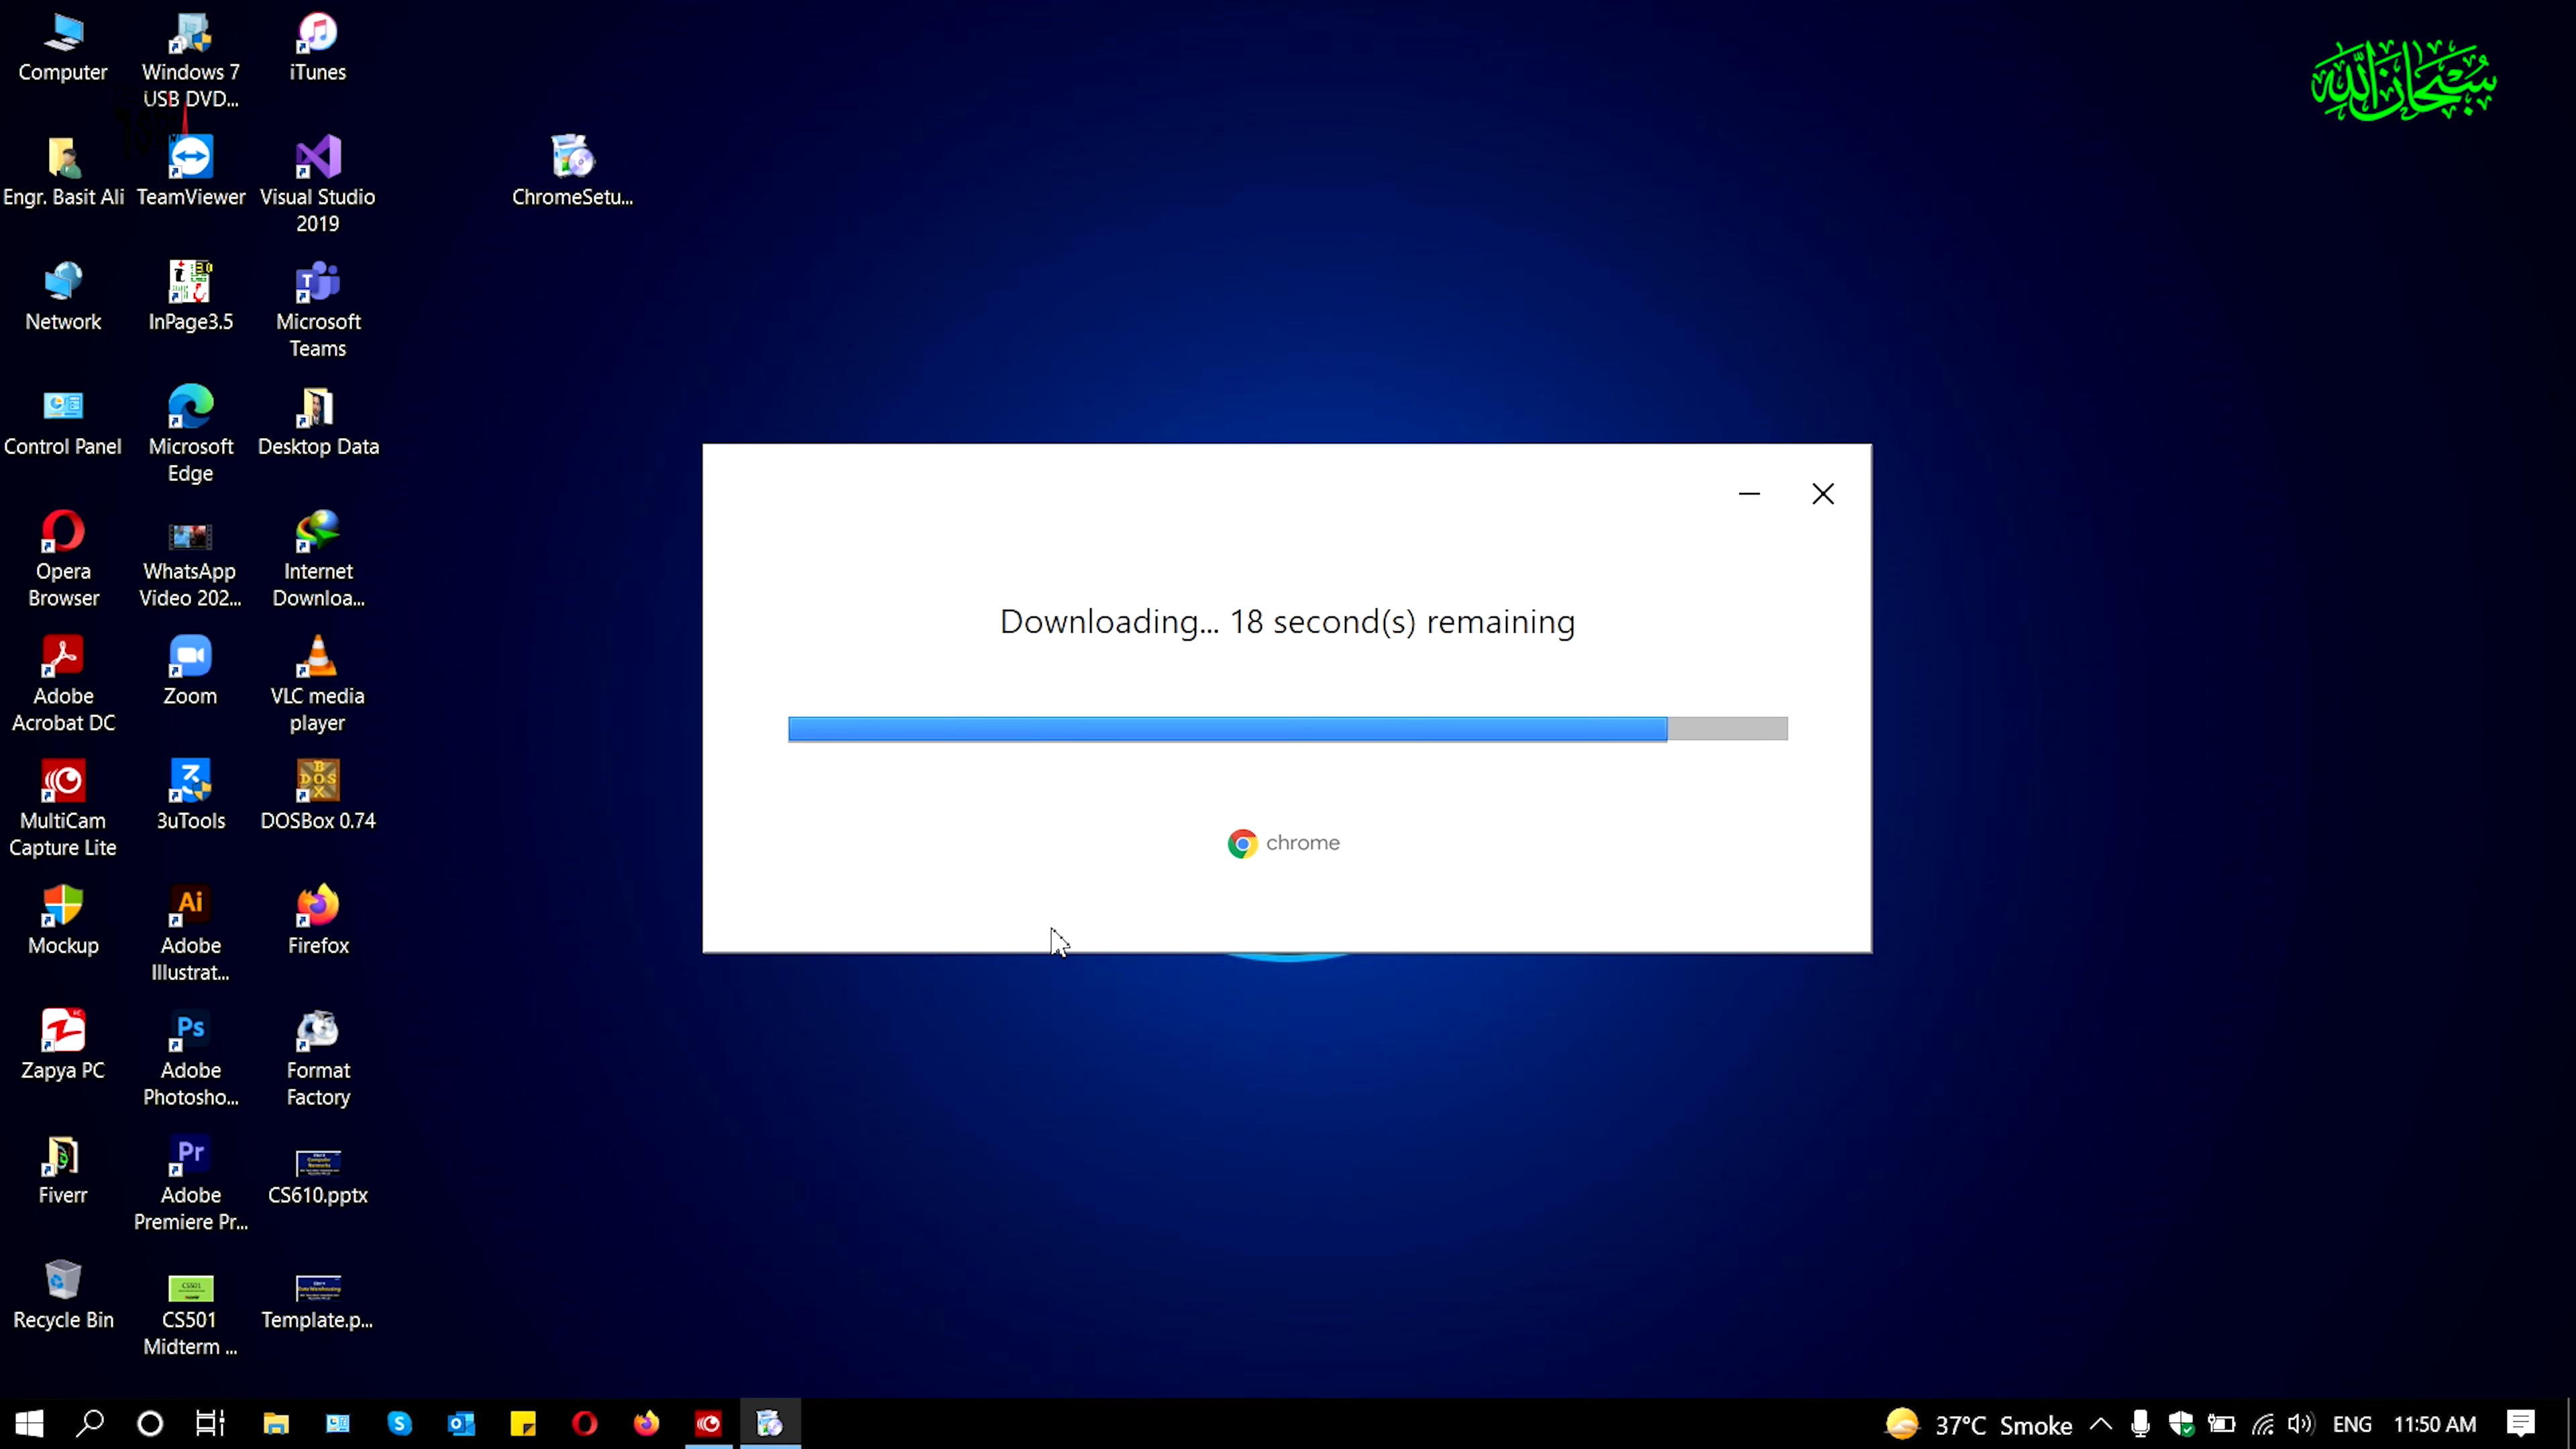 Computer
Windows 7
USB DVD...
iTunes
سبحان الله
Engr. Basit Ali
TeamViewer
Visual Studio
2019
ChromeSetu...
Network
InPage3.5
Microsoft
Teams
Control Panel
Microsoft
Edge
Desktop Data
Opera
Browser
WhatsApp
Video 202...
Internet
Downloa...
Downloading... 18 second(s) remaining
chrome
Adobe
Acrobat DC
Zoom
VLC media
player
MultiCam
Capture Lite
3uTools
DOSBox 0.74
Mockup
Adobe
Illustrat...
Firefox
Zapya PC
Adobe
Photosho...
Format
Factory
Fiverr
Adobe
Premiere Pr...
CS610.pptx
Recycle Bin
CS501
Midterm ...
Template.p...
37°C Smoke
ENG
11:50 AM